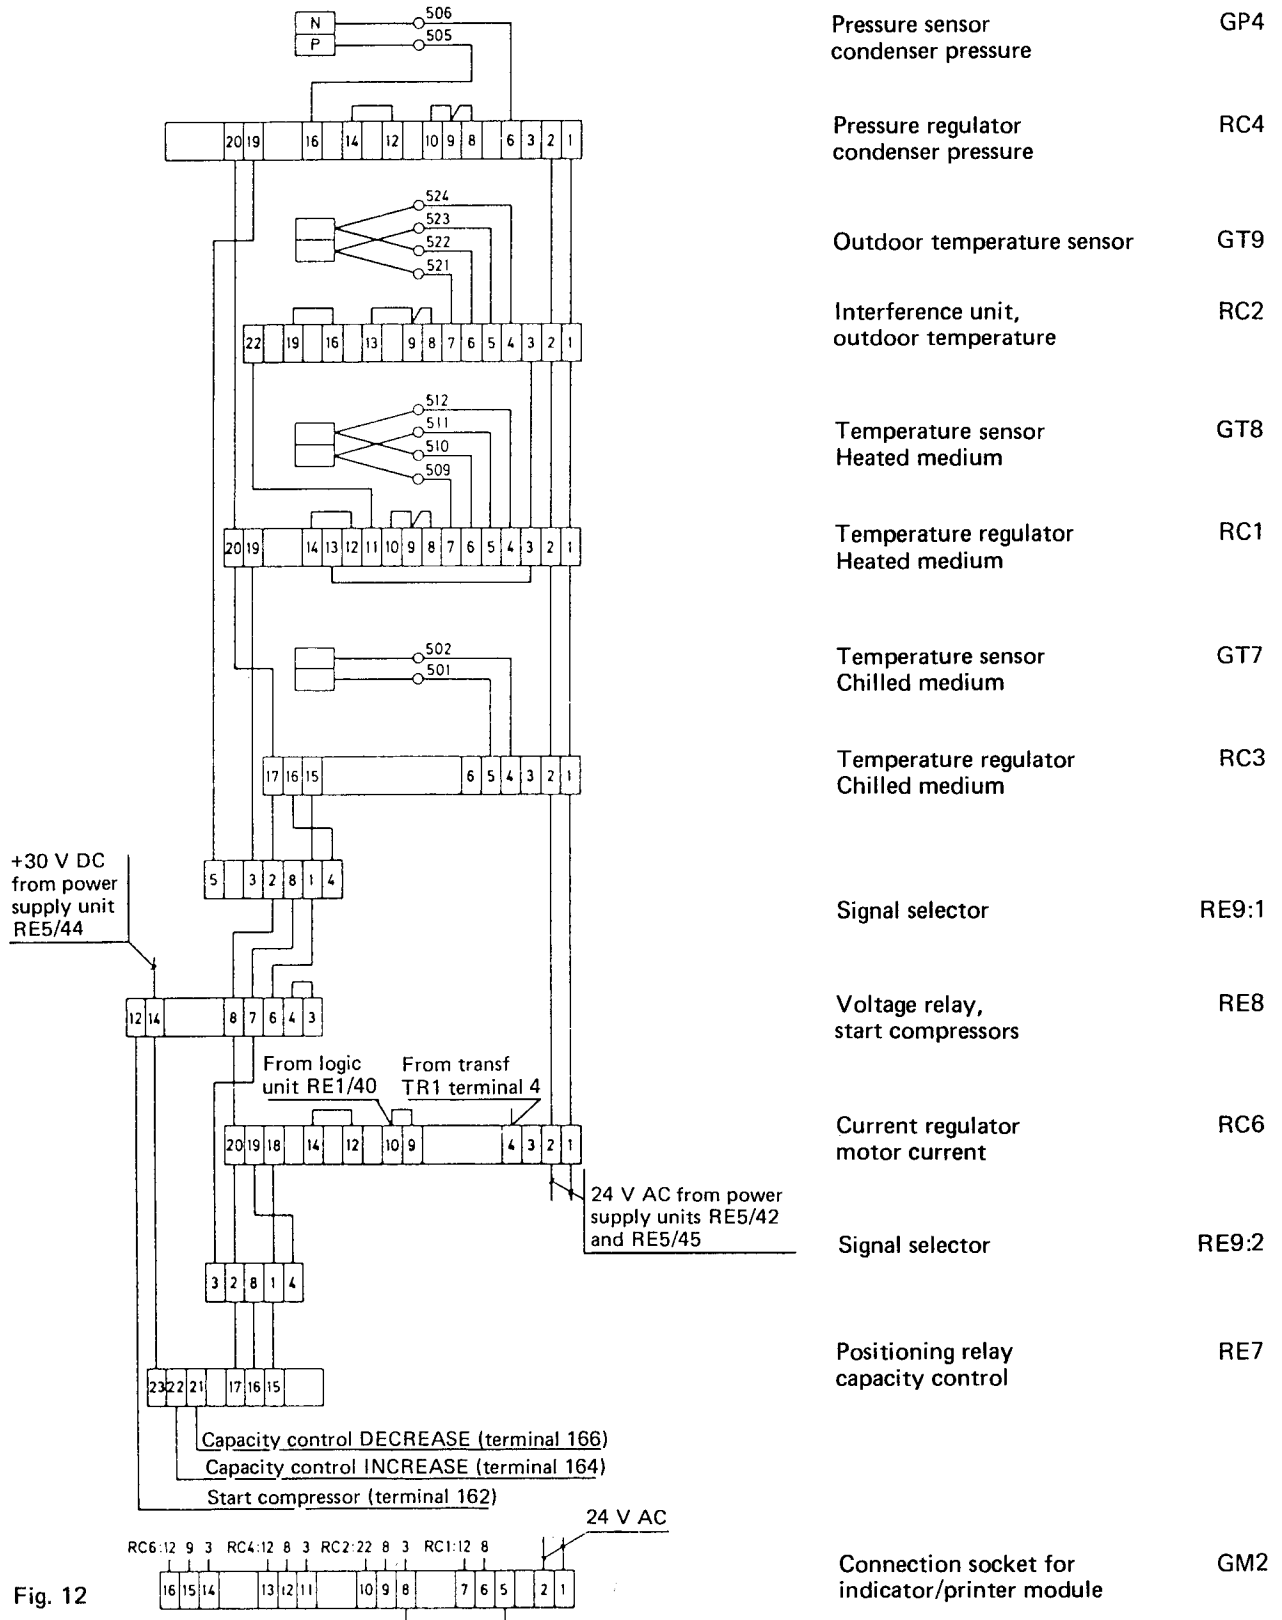 N 506
P 505
Pressure sensor GP4
condenser pressure
20 19 16 14 12 10 9 8 6 3 2 1
Pressure regulator RC4
condenser pressure
524
523
522
521
Outdoor temperature sensor GT9
22 19 16 13 9 8 7 6 5 4 3 2 1
Interference unit, RC2
outdoor temperature
512
511
510
509
Temperature sensor GT8
Heated medium
20 19 14 13 12 11 10 9 8 7 6 5 4 3 2 1
Temperature regulator RC1
Heated medium
502
501
Temperature sensor GT7
Chilled medium
17 16 15 6 5 4 3 2 1
Temperature regulator RC3
Chilled medium
+30 V DC
from power
supply unit
RE5/44
5 3 2 8 1 4
Signal selector RE9:1
12 14 8 7 6 4 3
Voltage relay, RE8
start compressors
From logic
unit RE1/40
From transf
TR1 terminal 4
20 19 18 14 12 10 9 4 3 2 1
Current regulator RC6
motor current
24 V AC from power
supply units RE5/42
and RE5/45
3 2 8 1 4
Signal selector RE9:2
23 22 21 17 16 15
Positioning relay RE7
capacity control
Capacity control DECREASE (terminal 166)
Capacity control INCREASE (terminal 164)
Start compressor (terminal 162)
24 V AC
RC6:12 9 3 RC4:12 8 3 RC2:22 8 3 RC1:12 8
16 15 14 13 12 11 10 9 8 7 6 5 2 1
Connection socket for GM2
indicator/printer module
Fig. 12